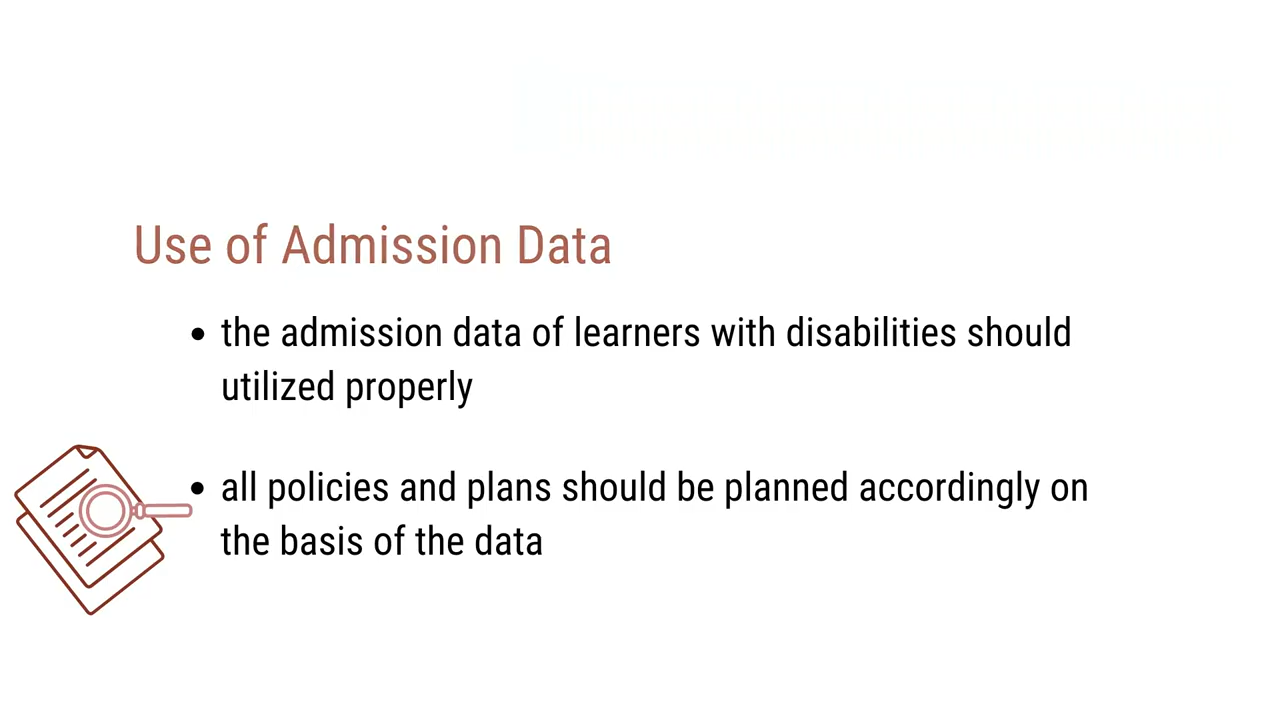 Use of Admission Data
• the admission data of learners with disabilities should
utilized properly
• all policies and plans should be planned accordingly on
the basis of the data